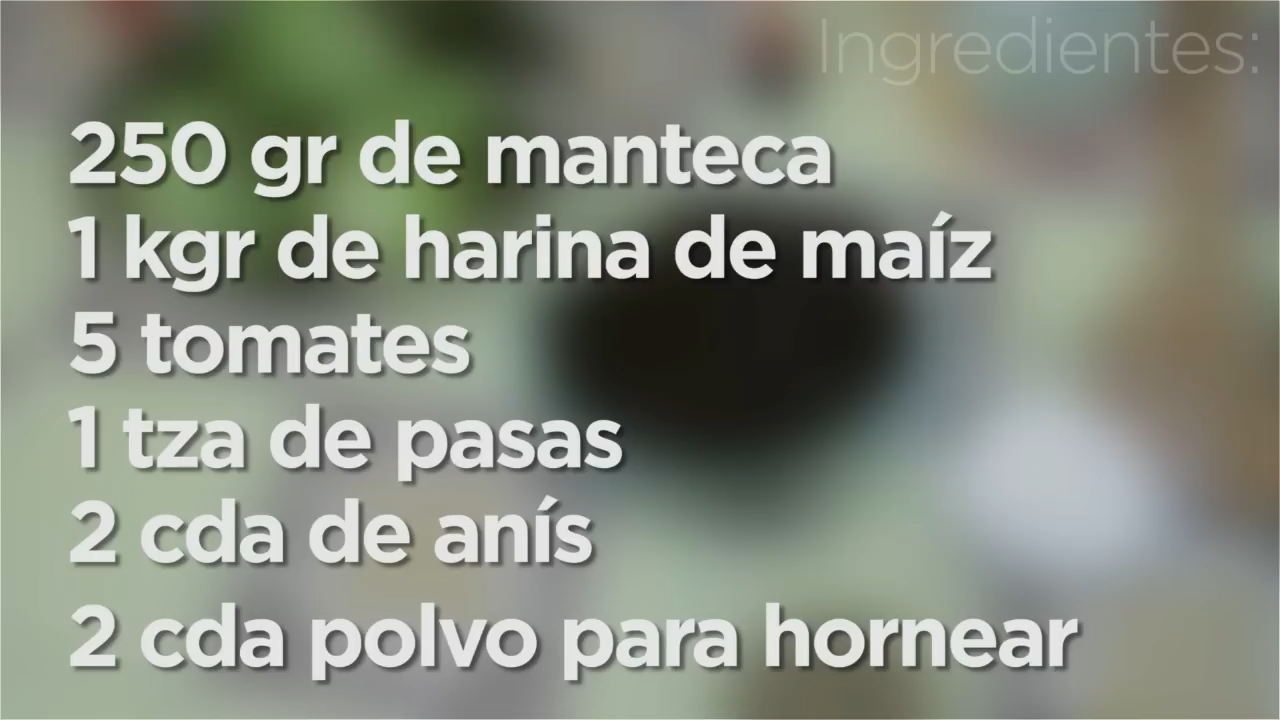 Ingredientes:
250 gr de manteca
1 kgr de harina de maíz
5 tomates
1 tza de pasas
2 cda de anís
2 cda polvo para hornear